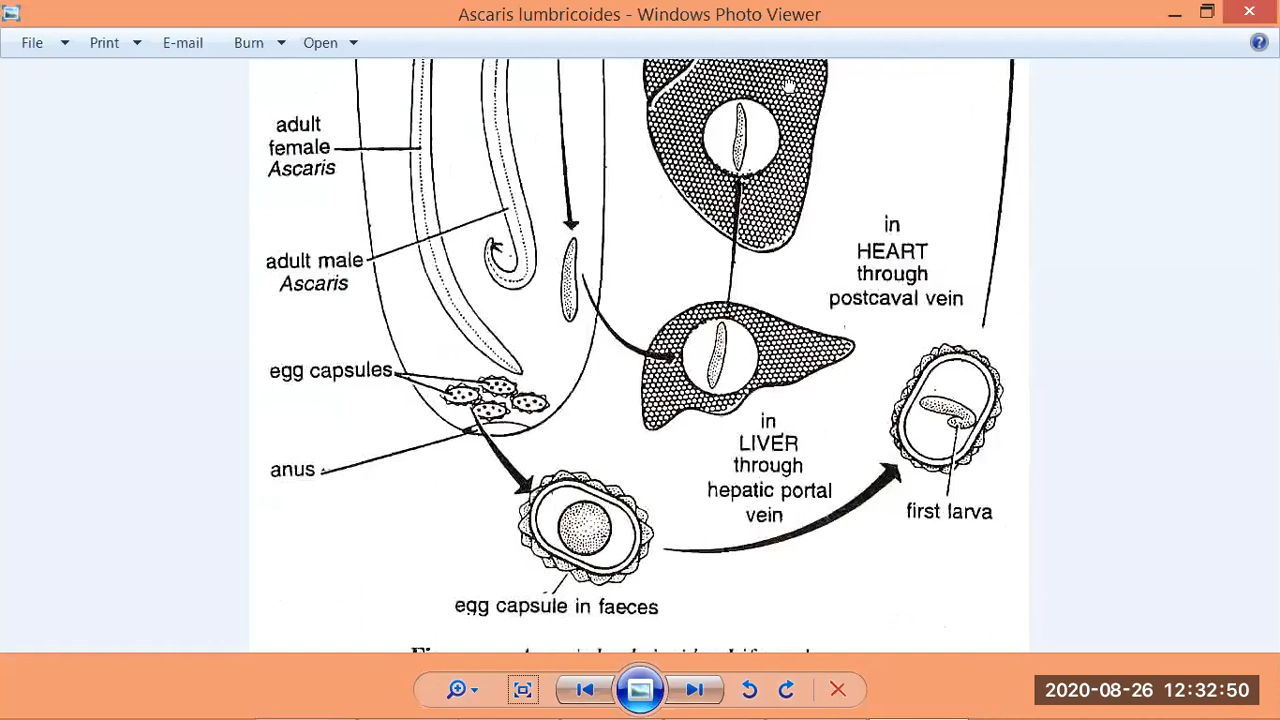 Ascaris lumbricoides - Windows Photo Viewer
File Print E-mail Burn Open
adult
female
Ascaris
adult male
Ascaris
egg capsules
anus
in
HEART
through
postcaval vein
in
LIVER
through
hepatic portal
vein
first larva
egg capsule in faeces
2020-08-26 12:32:50